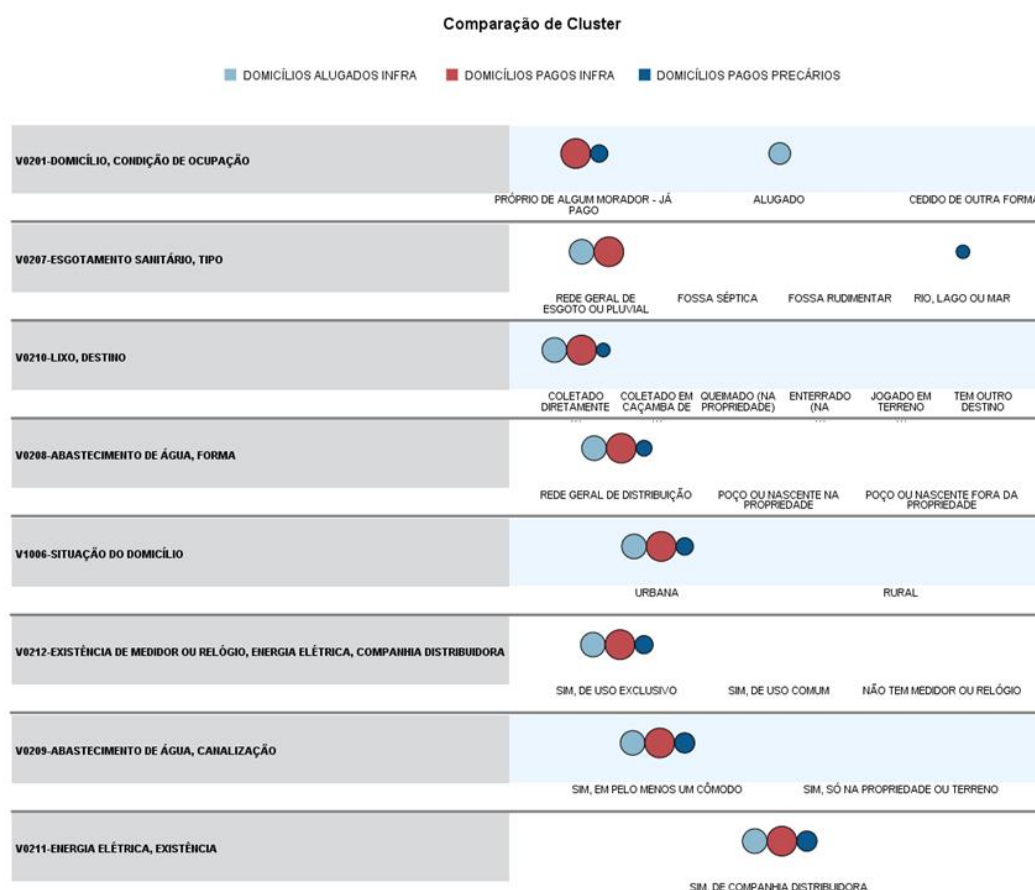 Comparação de Cluster
DOMICÍLIOS ALUGADOS INFRA DOMICÍLIOS PAGOS INFRA DOMICÍLIOS PAGOS PRECÁRIOS
V0201-DOMICÍLIO, CONDIÇÃO DE OCUPAÇÃO
PRÓPRIO DE ALGUM MORADOR - JÁ PAGO
ALUGADO
CEDIDO DE OUTRA FORMA
V0207-ESGOTAMENTO SANITÁRIO, TIPO
REDE GERAL DE ESGOTO OU PLUVIAL
FOSSA SÉPTICA
FOSSA RUDIMENTAR
RIO, LAGO OU MAR
V0210-LIXO, DESTINO
COLETADO DIRETAMENTE ...
COLETADO EM CAÇAMBA DE ...
QUEIMADO (NA PROPRIEDADE)
ENTERRADO (NA ...
JOGADO EM TERRENO ...
TEM OUTRO DESTINO
V0208-ABASTECIMENTO DE ÁGUA, FORMA
REDE GERAL DE DISTRIBUIÇÃO
POÇO OU NASCENTE NA PROPRIEDADE
POÇO OU NASCENTE FORA DA PROPRIEDADE
V1006-SITUAÇÃO DO DOMICÍLIO
URBANA
RURAL
V0212-EXISTÊNCIA DE MEDIDOR OU RELÓGIO, ENERGIA ELÉTRICA, COMPANHIA DISTRIBUIDORA
SIM, DE USO EXCLUSIVO
SIM, DE USO COMUM
NÃO TEM MEDIDOR OU RELÓGIO
V0209-ABASTECIMENTO DE ÁGUA, CANALIZAÇÃO
SIM, EM PELO MENOS UM CÔMODO
SIM, SÓ NA PROPRIEDADE OU TERRENO
V0211-ENERGIA ELÉTRICA, EXISTÊNCIA
SIM, DE COMPANHIA DISTRIBUIDORA